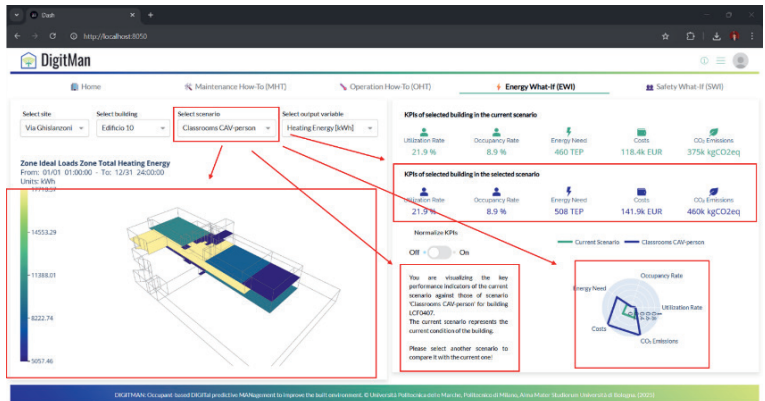 Dash
http://localhost:8050
DigitMan
Home
Maintenance How-To (MHT)
Operation How-To (OHT)
Energy What-If (EWI)
Safety What-If (SWI)
Select site
Select building
Select scenario
Select output variable
Via Ghislanzoni
Edificio 10
Classrooms CAV-person
Heating Energy [kWh]
Zone Ideal Loads Zone Total Heating Energy
From: 01/01 01:00:00 - To: 12/31 24:00:00
Units: kWh
14553.29
11388.01
8222.74
5057.46
KPIs of selected building in the current scenario
Utilization Rate
Occupancy Rate
Energy Need
Costs
CO₂ Emissions
21.9 %
8.9 %
460 TEP
118.4k EUR
375k kgCO2eq
KPIs of selected building in the selected scenario
Utilization Rate
Occupancy Rate
Energy Need
Costs
CO₂ Emissions
21.9 %
8.9 %
508 TEP
141.9k EUR
460k kgCO2eq
Normalize KPIs
Off
On
Current Scenario
Classrooms CAV-person
You are visualizing the key
performance indicators of the current
scenario against those of scenario
'Classrooms CAV-person' for building
LCF0407.
The current scenario represents the
current condition of the building.
Please select another scenario to
compare it with the current one!
Occupancy Rate
Energy Need
Utilization Rate
Costs
CO₂ Emissions
DIGITMAN: Occupant-based DIGITal predictive MANagement to improve the built environment. © Università Politecnica delle Marche, Politecnico di Milano, Alma Mater Studiorum Università di Bologna, (2025)